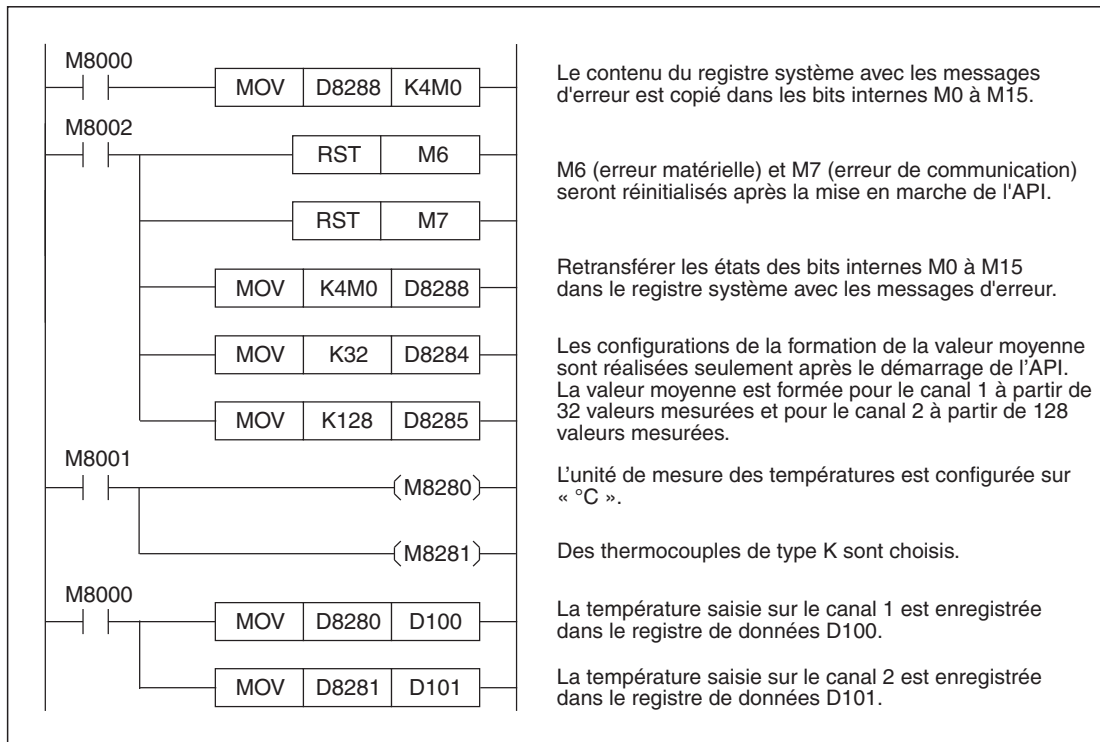 M8000
MOV D8288 K4M0
Le contenu du registre système avec les messages
d'erreur est copié dans les bits internes M0 à M15.
M8002
RST M6
M6 (erreur matérielle) et M7 (erreur de communication)
seront réinitialisés après la mise en marche de l'API.
RST M7
MOV K4M0 D8288
Retransférer les états des bits internes M0 à M15
dans le registre système avec les messages d'erreur.
MOV K32 D8284
Les configurations de la formation de la valeur moyenne
sont réalisées seulement après le démarrage de l’API.
La valeur moyenne est formée pour le canal 1 à partir de
32 valeurs mesurées et pour le canal 2 à partir de 128
valeurs mesurées.
MOV K128 D8285
M8001
(M8280)
L’unité de mesure des températures est configurée sur
« °C ».
(M8281)
Des thermocouples de type K sont choisis.
M8000
MOV D8280 D100
La température saisie sur le canal 1 est enregistrée
dans le registre de données D100.
MOV D8281 D101
La température saisie sur le canal 2 est enregistrée
dans le registre de données D101.